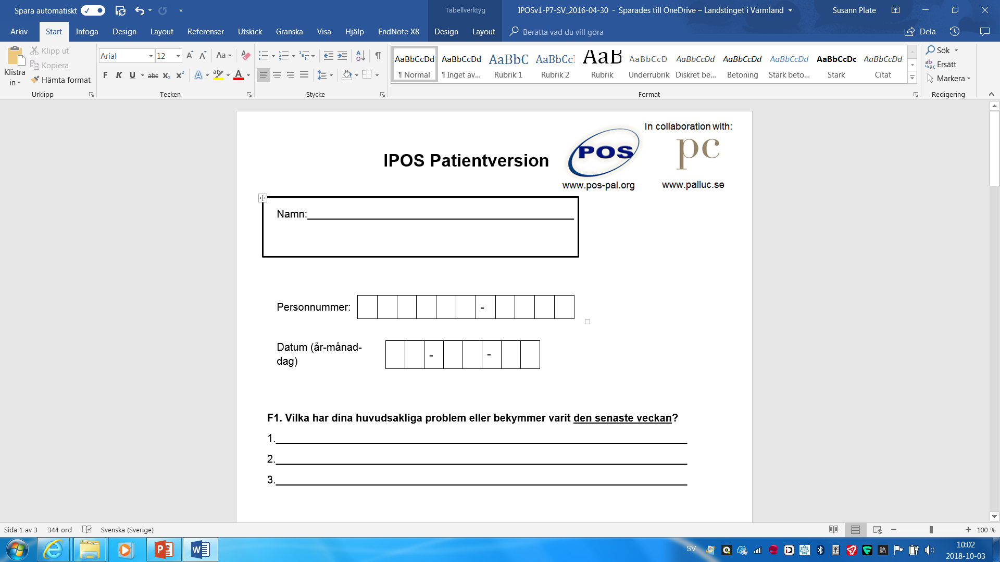 Spara automatiskt
Tabellverktyg
IPOSv1-P7-SV_2016-04-30 - Sparades till OneDrive – Landstinget i Värmland
Susann Plate
Arkiv Start Infoga Design Layout Referenser Utskick Granska Visa Hjälp EndNote X8 Design Layout Berätta vad du vill göra Dela
Klistra in
Klipp ut
Kopiera
Hämta format
Urklipp
Arial 12 A A Aa
F K U abc x₂ x² A ab A
Tecken
Stycke
AaBbCcDd AaBbCcDd AaBbC AaBbCc AaB AaBbCcD AaBbCcDd AaBbCcDd AaBbCcDd AaBbCcDc AaBbCcDd
¶ Normal ¶ Inget av... Rubrik 1 Rubrik 2 Rubrik Underrubrik Diskret be... Betoning Stark beto... Stark Citat
Format
Sök
Ersätt
Markera
Redigering
In collaboration with:
POS pc
IPOS Patientversion
www.pos-pal.org www.palluc.se
Namn:
Personnummer: -
Datum (år-månad-
dag) - -
F1. Vilka har dina huvudsakliga problem eller bekymmer varit den senaste veckan?
1.
2.
3.
Sida 1 av 3 344 ord Svenska (Sverige) 100 %
SV
10:02
2018-10-03